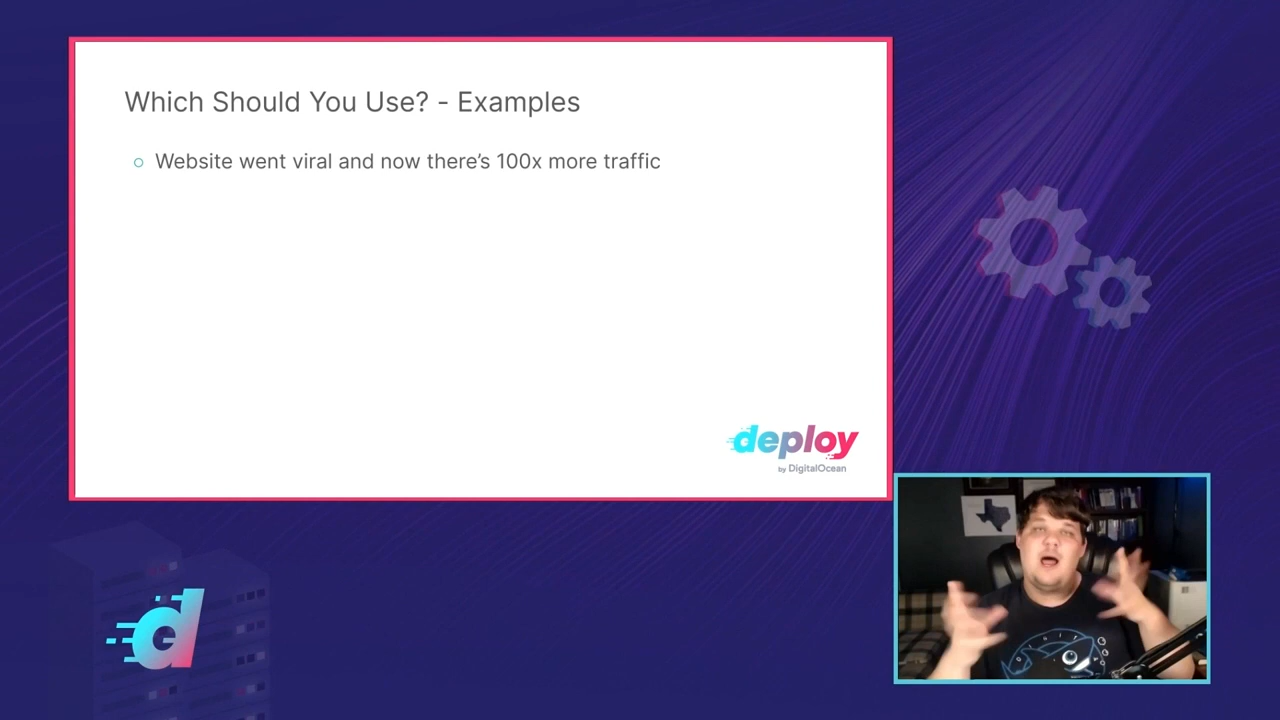 Which Should You Use? - Examples
Website went viral and now there’s 100x more traffic
deploy
by DigitalOcean
d